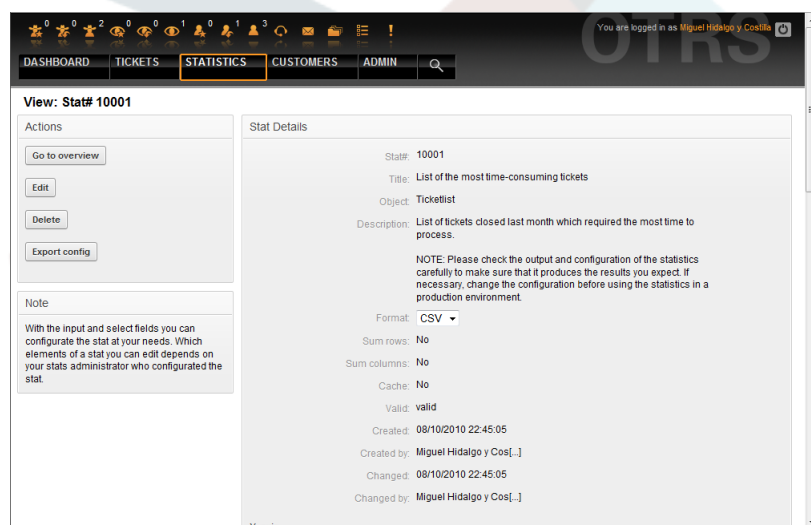 0 0 2 0 0 1 0 1 3
You are logged in as Miguel Hidalgo y Costilla
OTRS
DASHBOARD TICKETS STATISTICS CUSTOMERS ADMIN
View: Stat# 10001
Actions
Go to overview
Edit
Delete
Export config
Note
With the input and select fields you can
configurate the stat at your needs. Which
elements of a stat you can edit depends on
your stats administrator who configurated the
stat.
Stat Details
Stat#: 10001
Title: List of the most time-consuming tickets
Object: Ticketlist
Description: List of tickets closed last month which required the most time to
process.
NOTE: Please check the output and configuration of the statistics
carefully to make sure that it produces the results you expect. If
necessary, change the configuration before using the statistics in a
production environment.
Format: CSV
Sum rows: No
Sum columns: No
Cache: No
Valid: valid
Created: 08/10/2010 22:45:05
Created by: Miguel Hidalgo y Cos[...]
Changed: 08/10/2010 22:45:05
Changed by: Miguel Hidalgo y Cos[...]